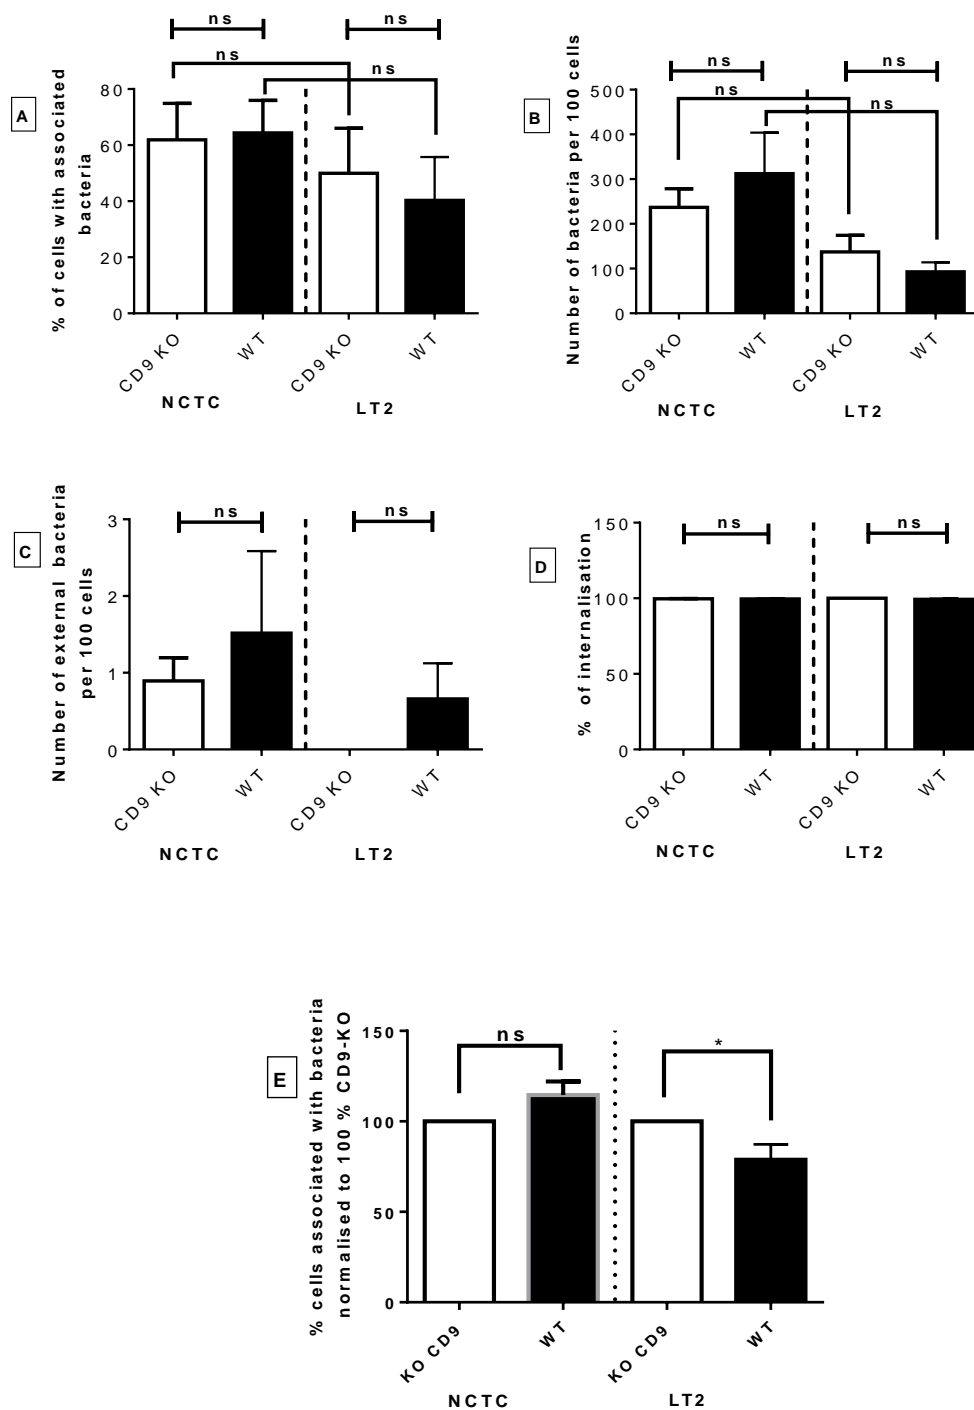 A
% of cells with associated
bacteria
80
60
40
20
0
ns
ns
ns
ns
CD9 KO
WT
CD9 KO
WT
NCTC
LT2
B
Number of bacteria per 100 cells
500
400
300
200
100
0
ns
ns
ns
ns
CD9 KO
WT
CD9 KO
WT
NCTC
LT2
C
Number of external bacteria
per 100 cells
3
2
1
0
ns
ns
CD9 KO
WT
CD9 KO
WT
NCTC
LT2
D
% of internalisation
150
100
50
0
ns
ns
CD9 KO
WT
CD9 KO
WT
NCTC
LT2
E
% cells associated with bacteria
normalised to 100 % CD9-KO
150
100
50
0
ns
*
KO CD9
WT
KO CD9
WT
NCTC
LT2